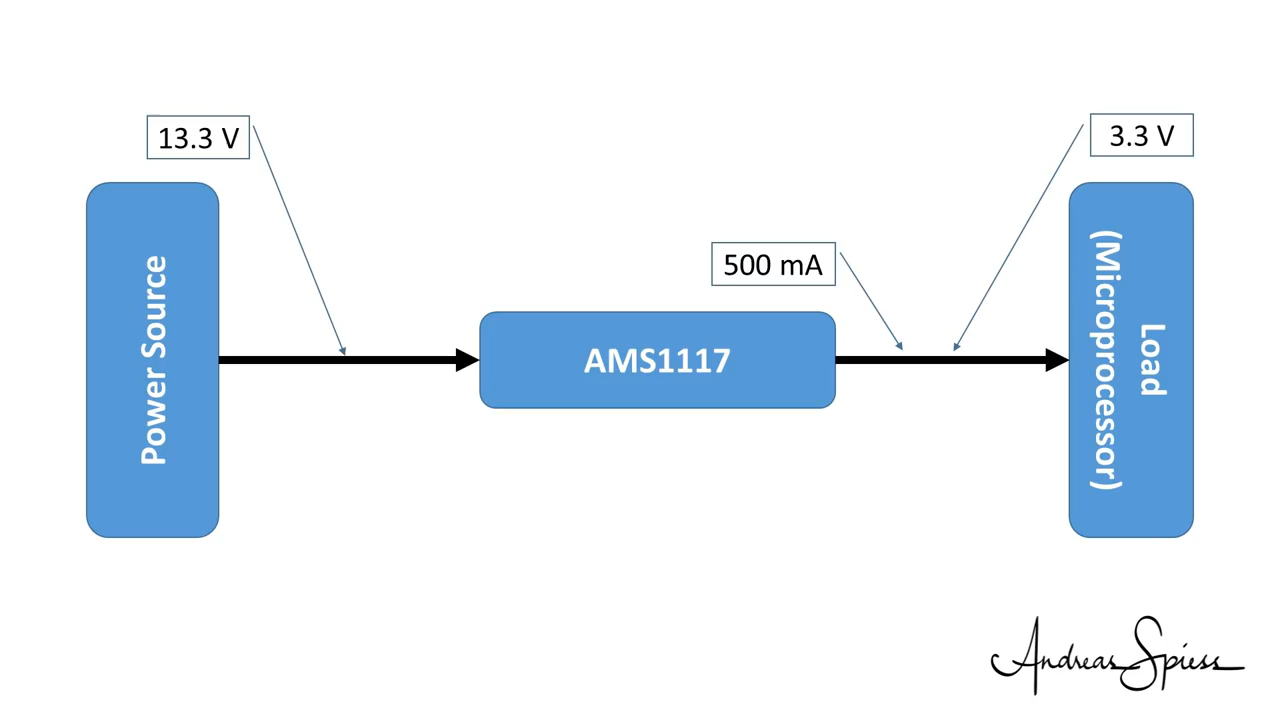 13.3 V
3.3 V
500 mA
Power Source
AMS1117
Load
(Microprocessor)
Andreas Spiess